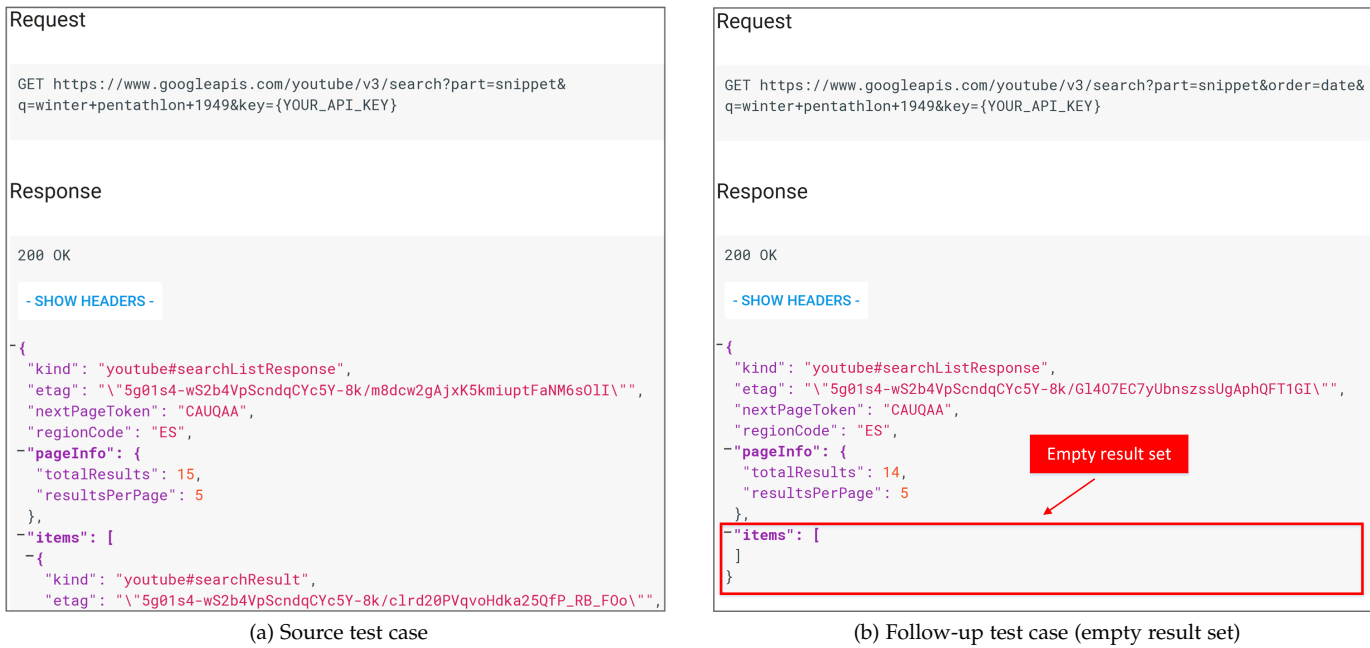 Request
GET https://www.googleapis.com/youtube/v3/search?part=snippet&
q=winter+pentathlon+1949&key={YOUR_API_KEY}
Response
200 OK
- SHOW HEADERS -
-{
"kind": "youtube#searchListResponse",
"etag": "\"5g01s4-wS2b4VpScndqCYc5Y-8k/m8dcw2gAjxK5kmiuptFaNM6sOlI\"",
"nextPageToken": "CAUQAA",
"regionCode": "ES",
-"pageInfo": {
"totalResults": 15,
"resultsPerPage": 5
},
-"items": [
-{
"kind": "youtube#searchResult",
"etag": "\"5g01s4-wS2b4VpScndqCYc5Y-8k/clrd20PVqvoHdka25QfP_RB_FOo\"",
(a) Source test case
Request
GET https://www.googleapis.com/youtube/v3/search?part=snippet&order=date&
q=winter+pentathlon+1949&key={YOUR_API_KEY}
Response
200 OK
- SHOW HEADERS -
-{
"kind": "youtube#searchListResponse",
"etag": "\"5g01s4-wS2b4VpScndqCYc5Y-8k/Gl4O7EC7yUbnszssUgAphQFT1GI\"",
"nextPageToken": "CAUQAA",
"regionCode": "ES",
-"pageInfo": {
"totalResults": 14,
"resultsPerPage": 5
},
Empty result set
-"items": [
]
}
(b) Follow-up test case (empty result set)